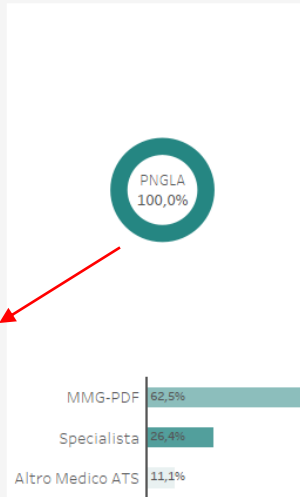 PNGLA
100,0%
MMG-PDF 62,5%
Specialista 26,4%
Altro Medico ATS 11,1%